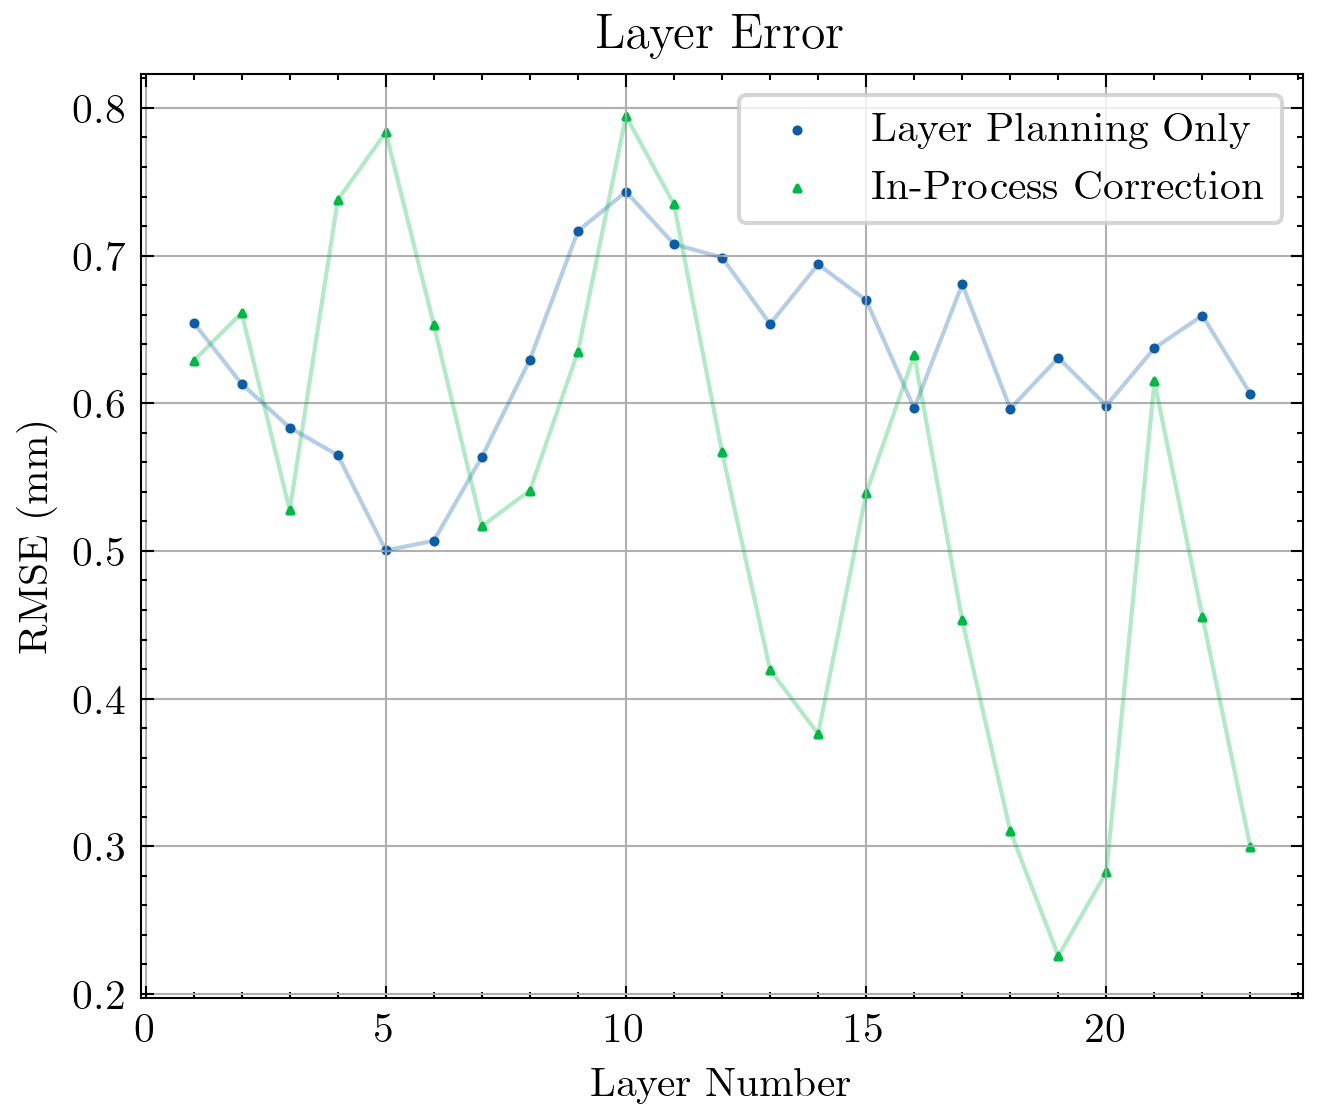 Layer Error
Layer Planning Only
In-Process Correction
0.8
0.7
0.6
0.5
0.4
0.3
0.2
RMSE (mm)
0 5 10 15 20
Layer Number